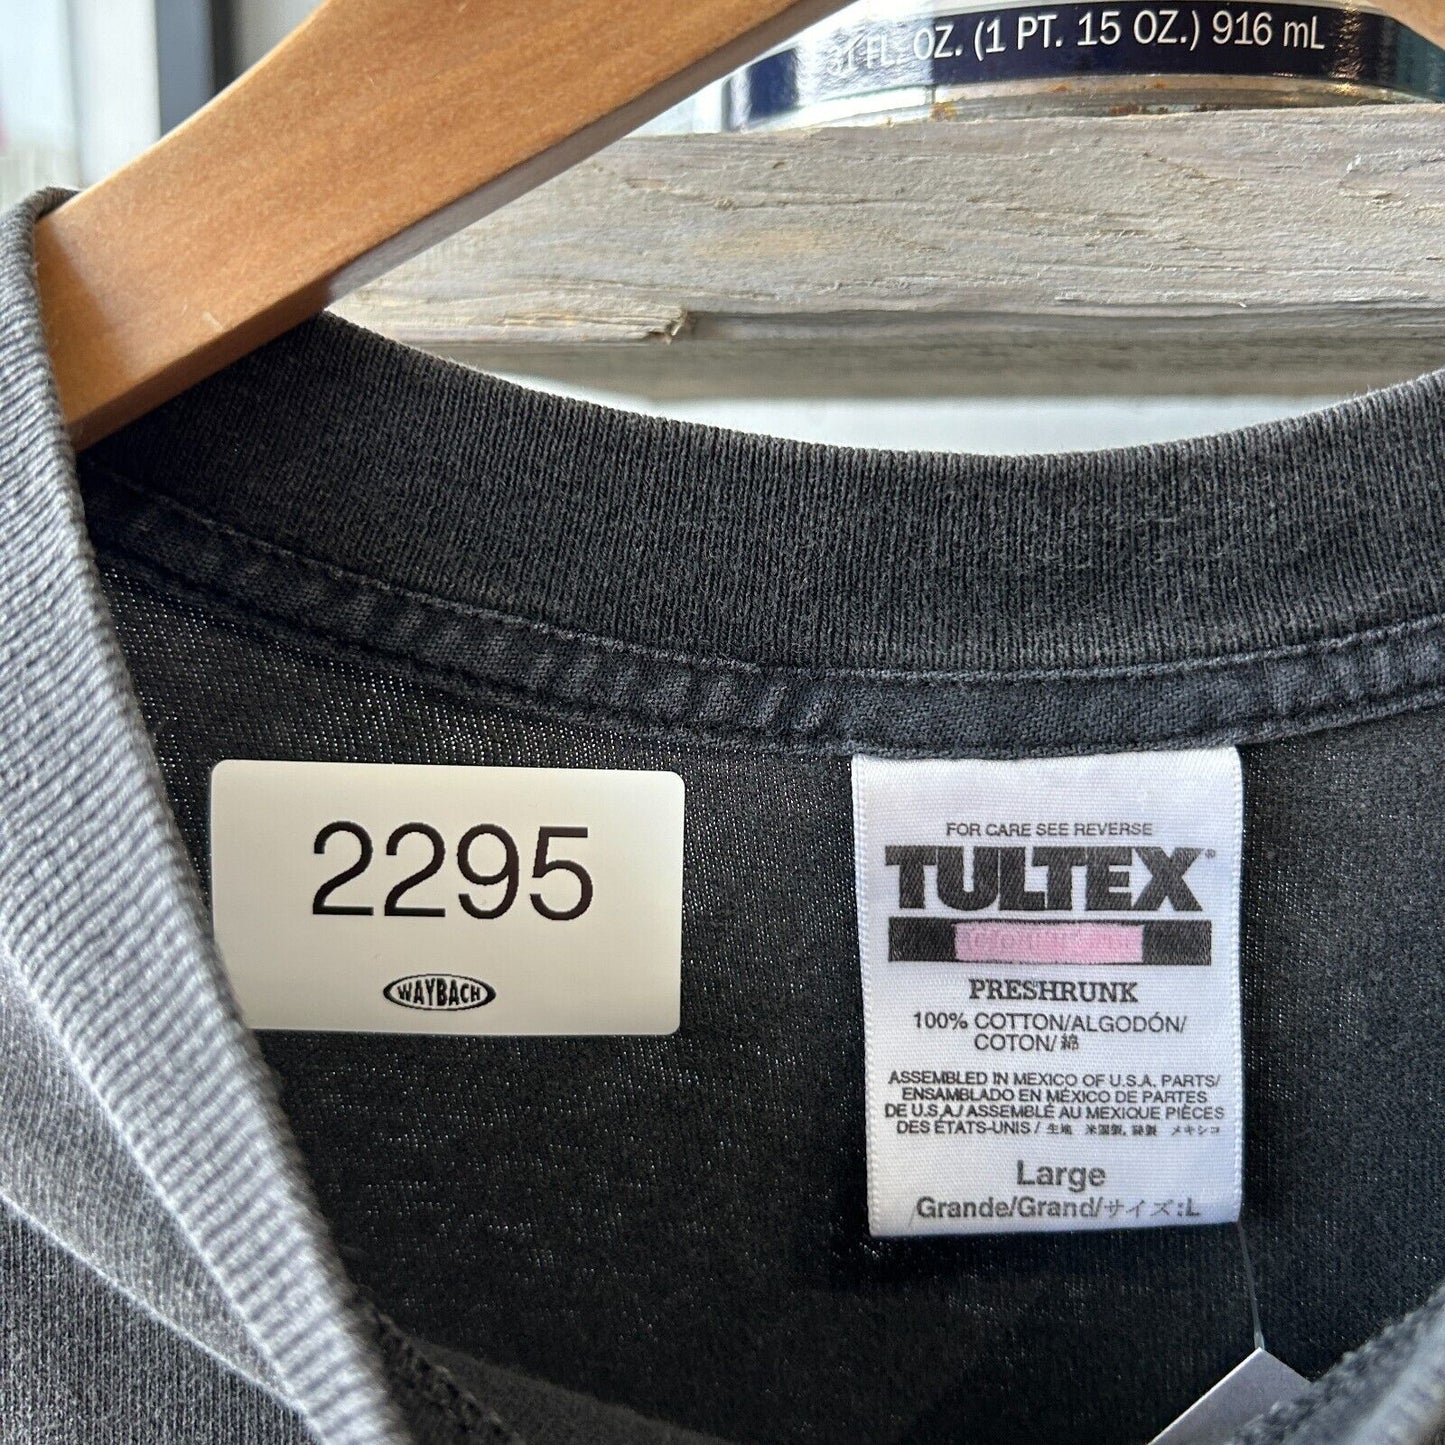 FL. OZ. (1 PT. 15 OZ.) 916 mL
2295
WAYBACH
FOR CARE SEE REVERSE
TULTEX®
PRESHRUNK
100% COTTON/ALGODÓN/
COTON/綿
ASSEMBLED IN MEXICO OF U.S.A. PARTS/
ENSAMBLADO EN MÉXICO DE PARTES
DE U.S.A./ASSEMBLÉ AU MEXIQUE PIÈCES
DES ÉTATS-UNIS/生地 米国製, 縫製 メキシコ
Large
Grande/Grand/サイズ:L